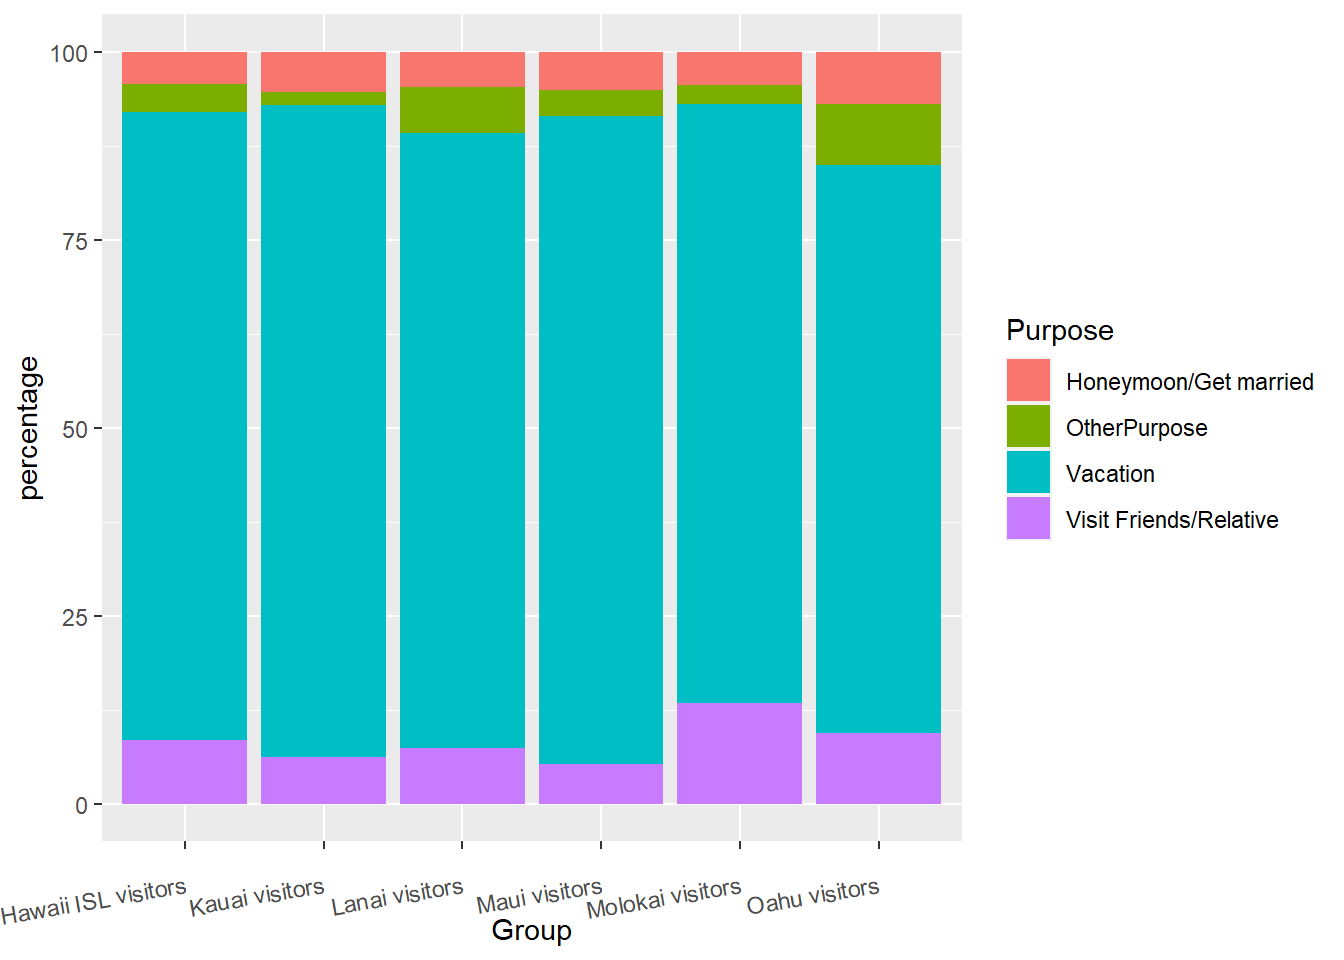 100
75
50
25
0
percentage
Hawaii ISL visitors
Kauai visitors
Lanai visitors
Maui visitors
Molokai visitors
Oahu visitors
Group
Purpose
Honeymoon/Get married
OtherPurpose
Vacation
Visit Friends/Relative